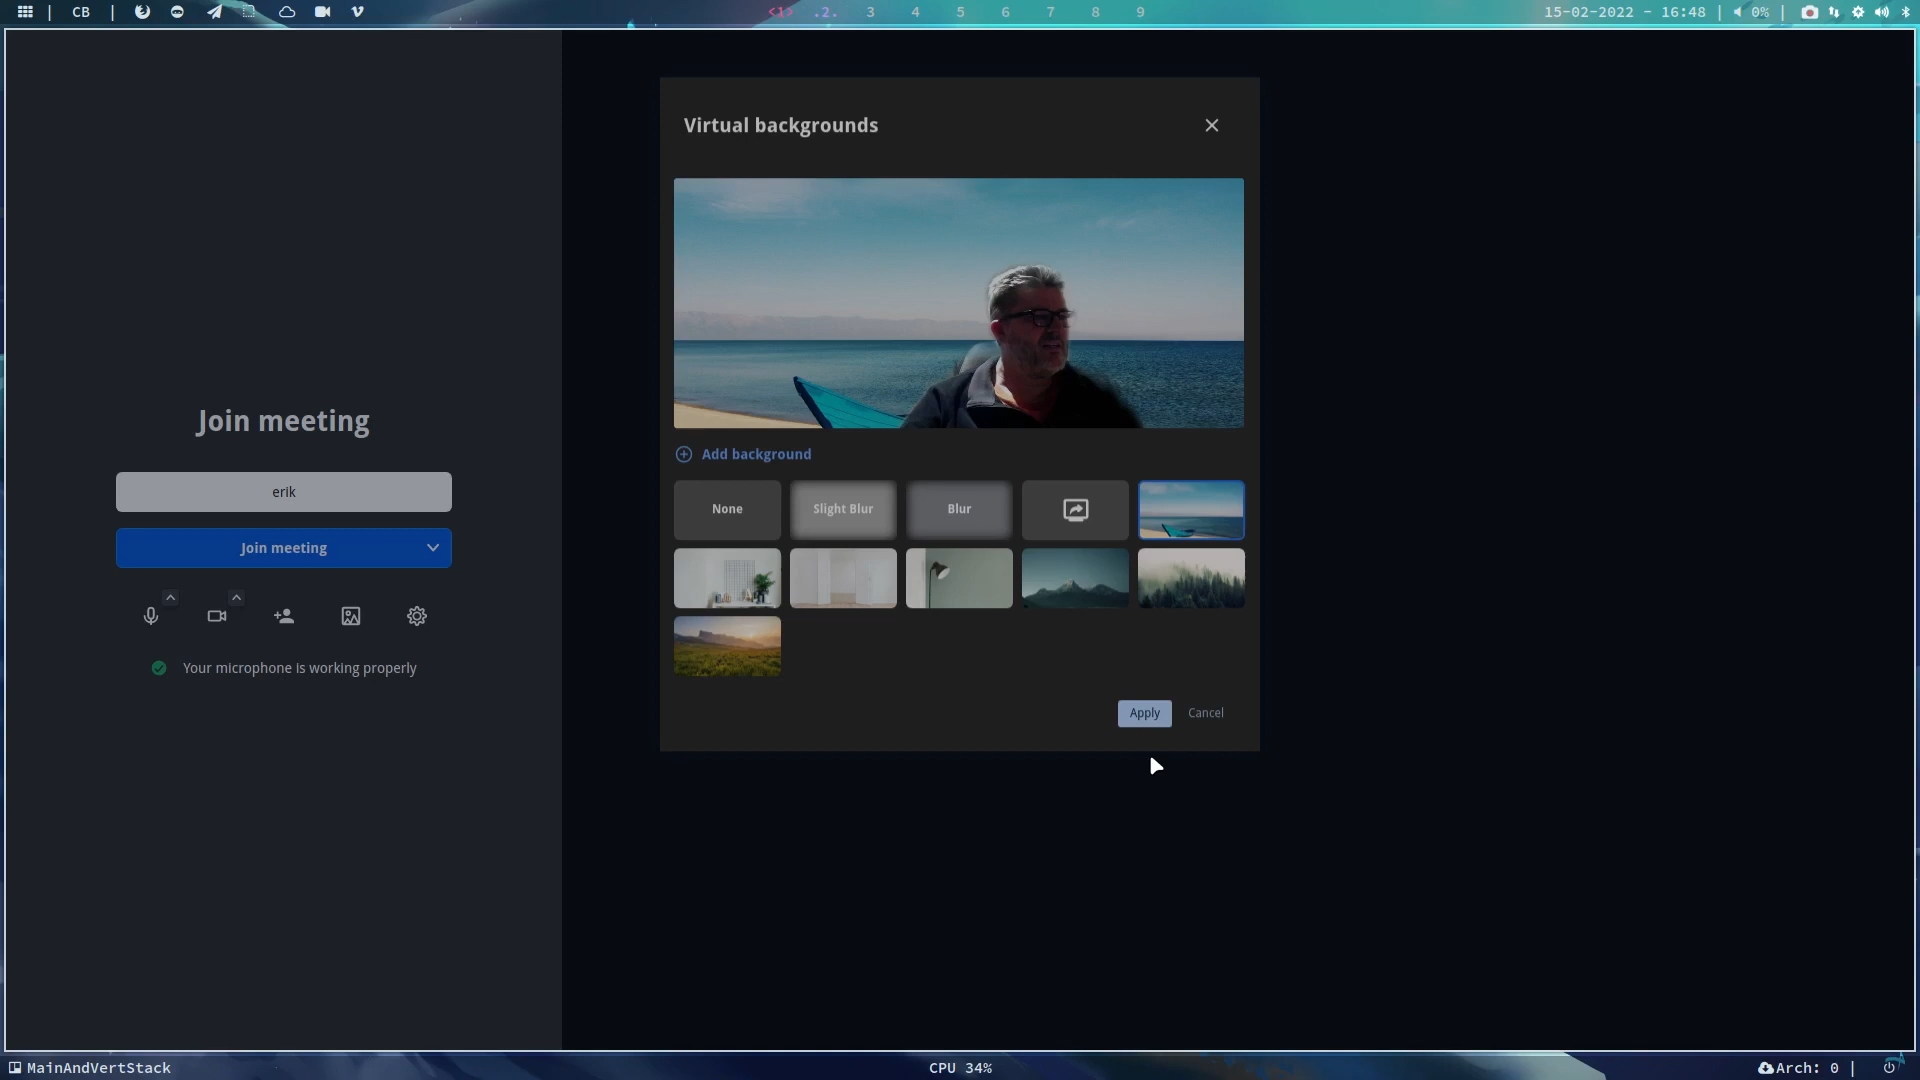 CB
<1> .2. 3 4 5 6 7 8 9
15-02-2022 - 16:48 | 0% |
Virtual backgrounds
Add background
None
Slight Blur
Blur
Apply
Cancel
Join meeting
erik
Join meeting
Your microphone is working properly
MainAndVertStack
CPU 34%
Arch: 0 |